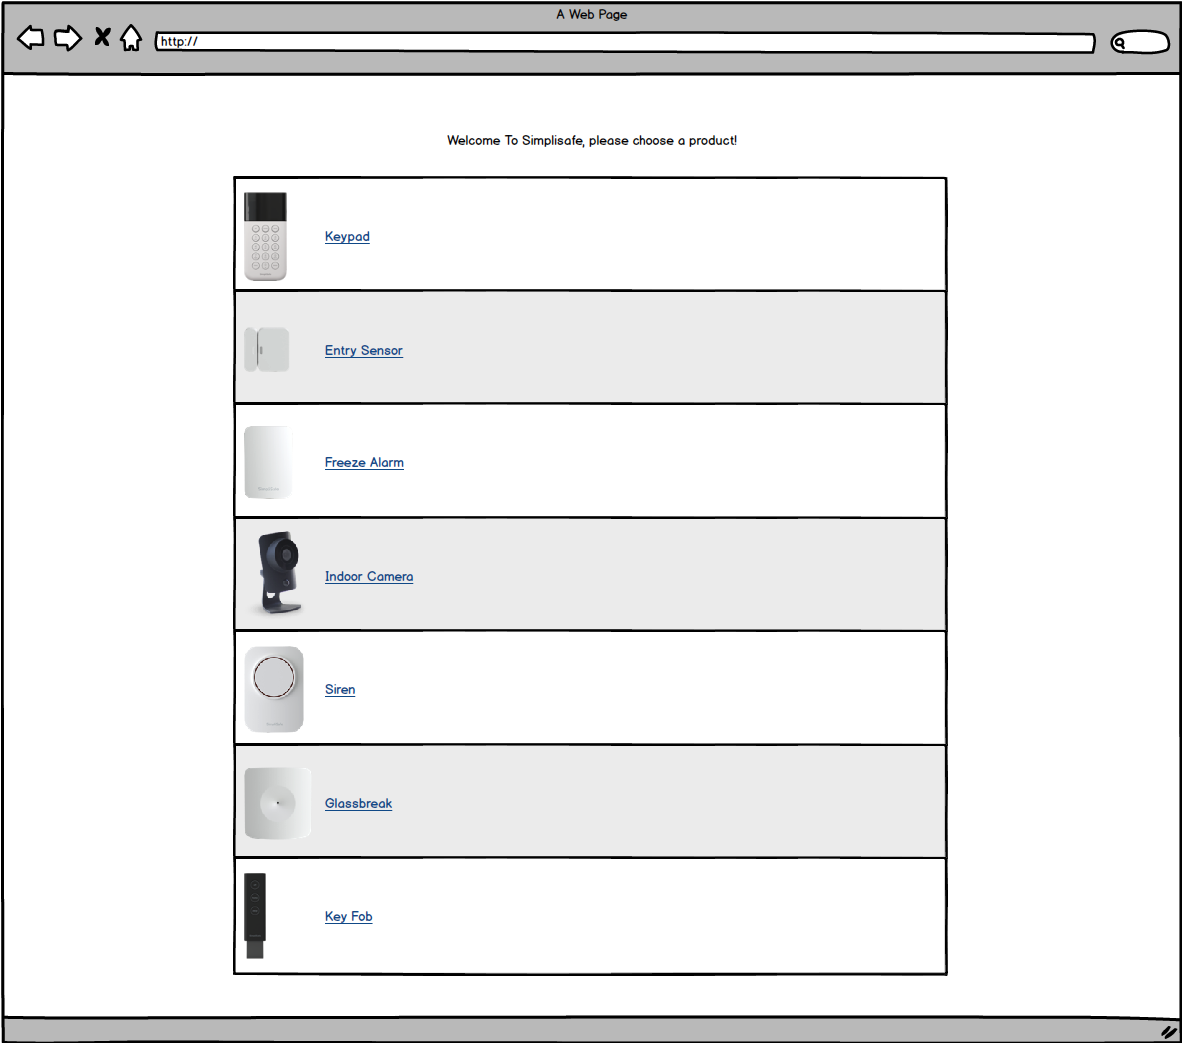 A Web Page
http://
Welcome To Simplisafe, please choose a product!
Keypad
Entry Sensor
Freeze Alarm
Indoor Camera
Siren
Glassbreak
Key Fob